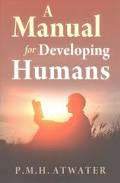 A
Manual
for Developing
Humans
P.M.H. ATWATER